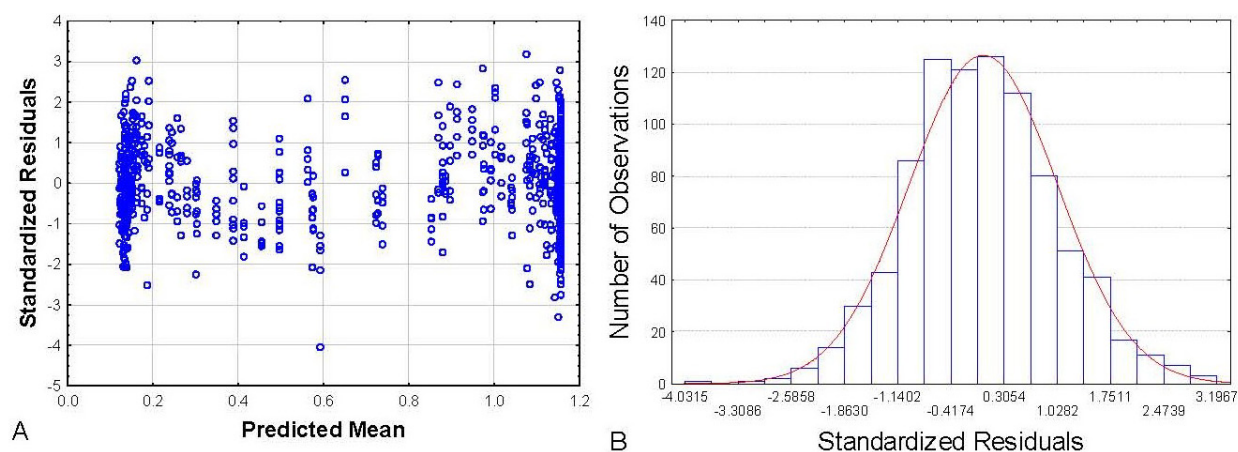 4
3
2
1
0
-1
-2
-3
-4
-5
Standardized Residuals
0.0 0.2 0.4 0.6 0.8 1.0 1.2
Predicted Mean
A
140
120
100
80
60
40
20
0
Number of Observations
-4.0315 -2.5858 -1.1402 0.3054 1.7511 3.1967
-3.3086 -1.8630 -0.4174 1.0282 2.4739
Standardized Residuals
B